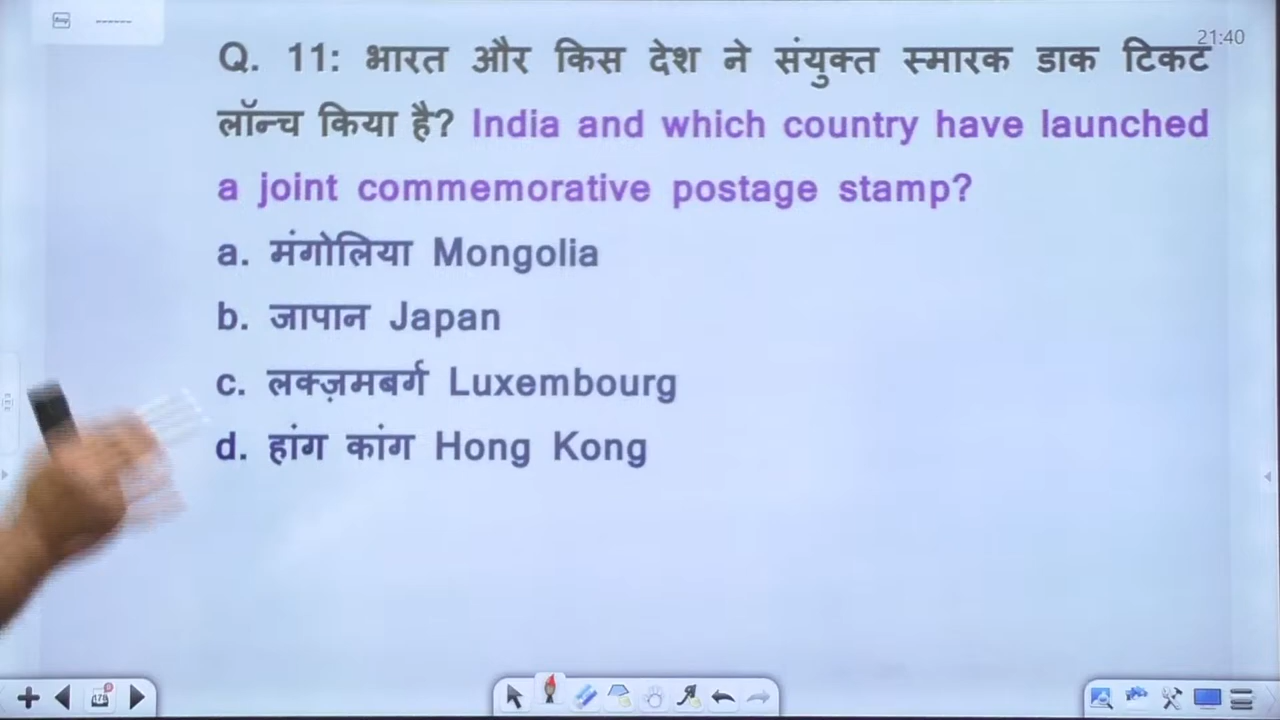 21:40
Q. 11: भारत और किस देश ने संयुक्त स्मारक डाक टिकट
लॉन्च किया है? India and which country have launched
a joint commemorative postage stamp?
a. मंगोलिया Mongolia
b. जापान Japan
c. लक्ज़मबर्ग Luxembourg
d. हांग कांग Hong Kong